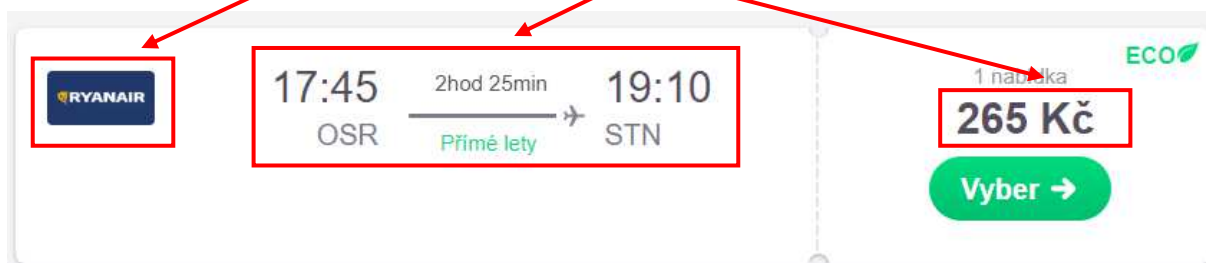 RYANAIR
17:45 2hod 25min 19:10
OSR Přímé lety STN
ECO
1 nabídka
265 Kč
Vyber →